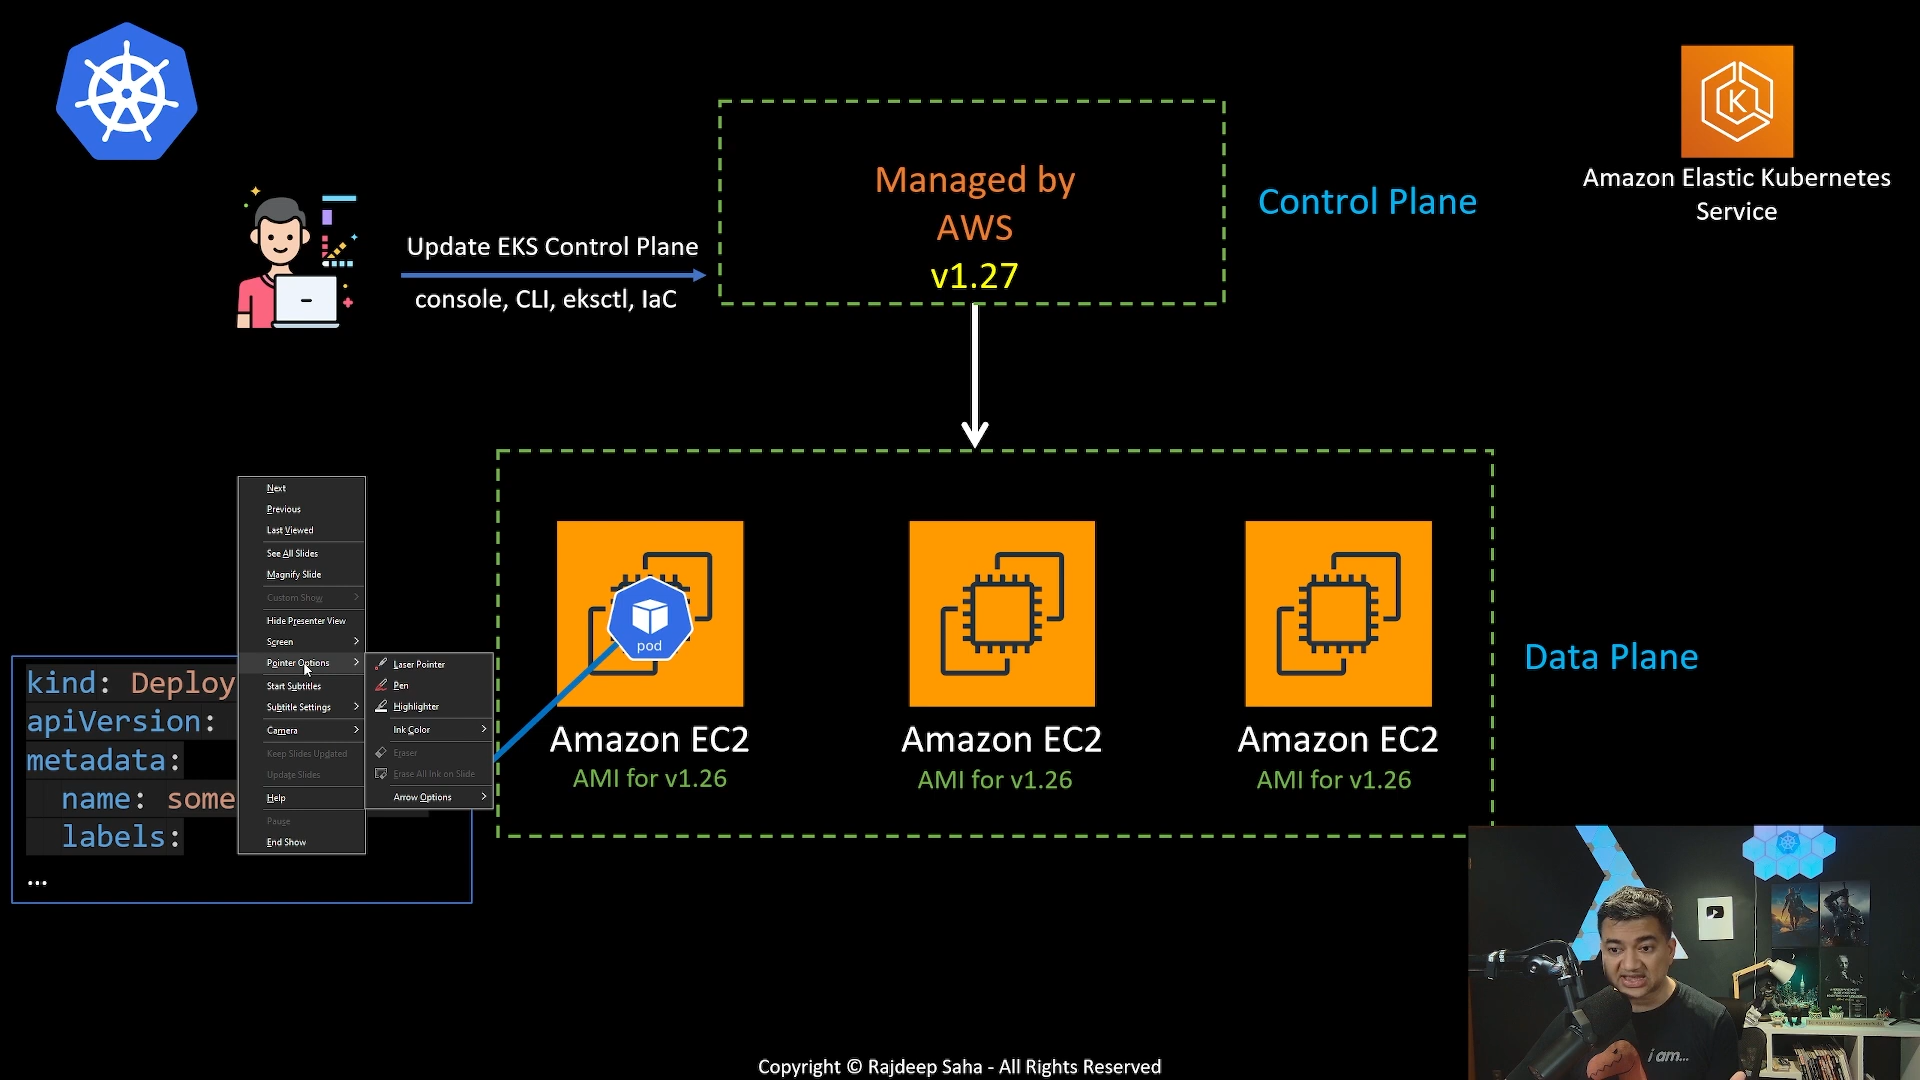 Amazon Elastic Kubernetes
Service
K
Managed by
AWS
v1.27
Control Plane
Update EKS Control Plane
console, CLI, eksctl, IaC
Next
Previous
Last Viewed
See All Slides
Magnify Slide
Custom Show
Hide Presenter View
Screen
Pointer Options
Start Subtitles
Subtitle Settings
Camera
Keep Slides Updated
Update Slides
Help
Pause
End Show
Laser Pointer
Pen
Highlighter
Ink Color
Eraser
Erase All Ink on Slide
Arrow Options
kind: Deploy
apiVersion:
metadata:
name: some
labels:
...
pod
Amazon EC2
AMI for v1.26
Amazon EC2
AMI for v1.26
Amazon EC2
AMI for v1.26
Data Plane
i am...
Copyright © Rajdeep Saha - All Rights Reserved